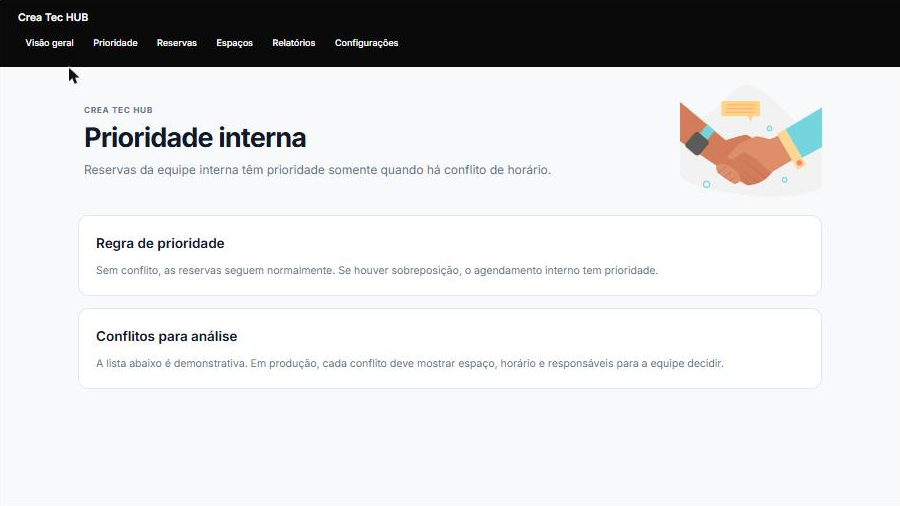 Crea Tec HUB
Visão geral Prioridade Reservas Espaços Relatórios Configurações
CREA TEC HUB
Prioridade interna
Reservas da equipe interna têm prioridade somente quando há conflito de horário.
Regra de prioridade
Sem conflito, as reservas seguem normalmente. Se houver sobreposição, o agendamento interno tem prioridade.
Conflitos para análise
A lista abaixo é demonstrativa. Em produção, cada conflito deve mostrar espaço, horário e responsáveis para a equipe decidir.